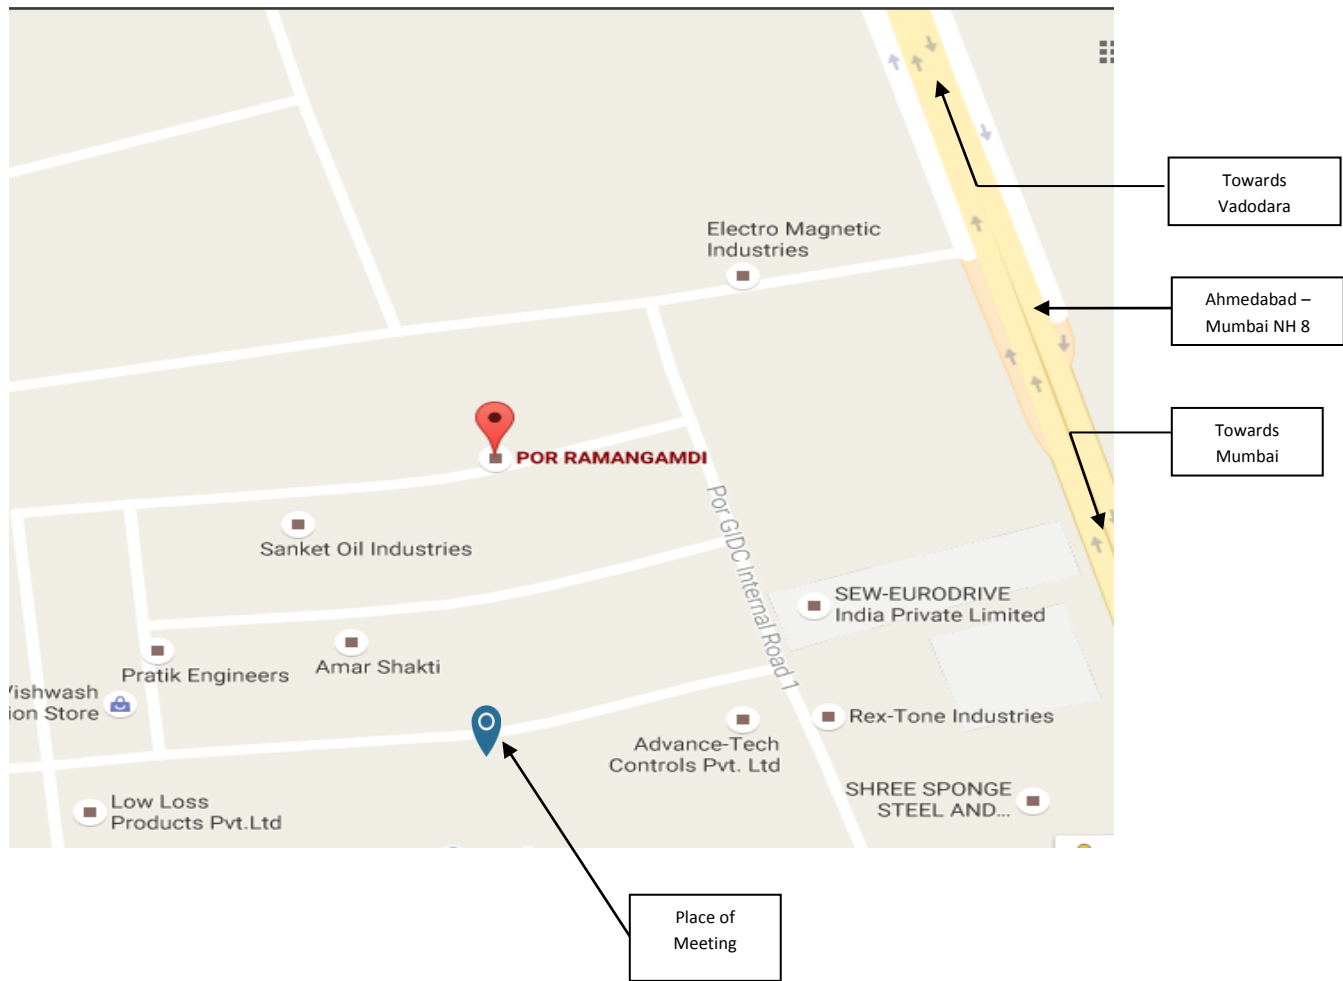 Towards
Vadodara
Electro Magnetic
Industries
Ahmedabad –
Mumbai NH 8
Towards
Mumbai
POR RAMANGAMDI
Por GIDC Internal Road 1
Sanket Oil Industries
SEW-EURODRIVE
India Private Limited
Pratik Engineers
Amar Shakti
Vishwash
ion Store
Rex-Tone Industries
Advance-Tech
Controls Pvt. Ltd
Low Loss
Products Pvt.Ltd
SHREE SPONGE
STEEL AND...
Place of
Meeting